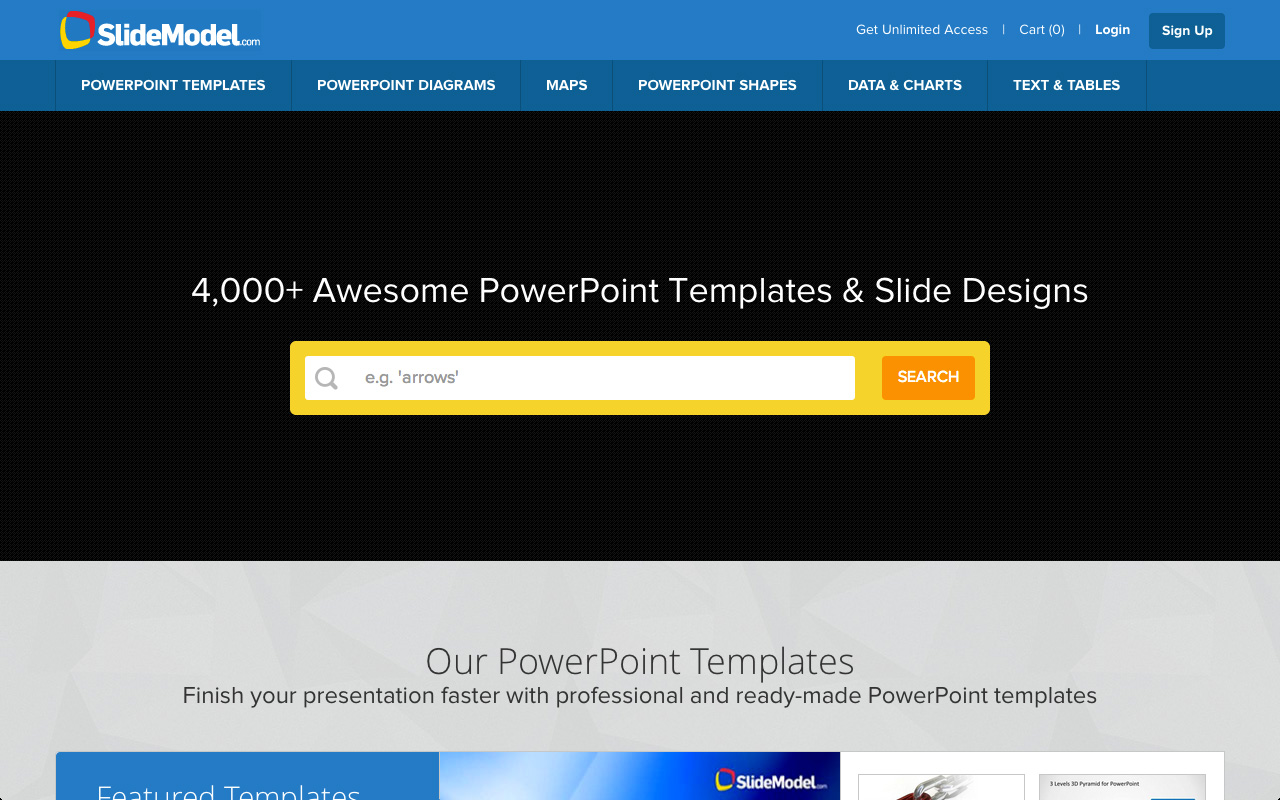 SlideModel.com
Get Unlimited Access | Cart (0) | Login Sign Up
POWERPOINT TEMPLATES POWERPOINT DIAGRAMS MAPS POWERPOINT SHAPES DATA & CHARTS TEXT & TABLES
4,000+ Awesome PowerPoint Templates & Slide Designs
e.g. 'arrows' SEARCH
Our PowerPoint Templates
Finish your presentation faster with professional and ready-made PowerPoint templates
Featured Templates
SlideModel.com
3 Levels 3D Pyramid for PowerPoint